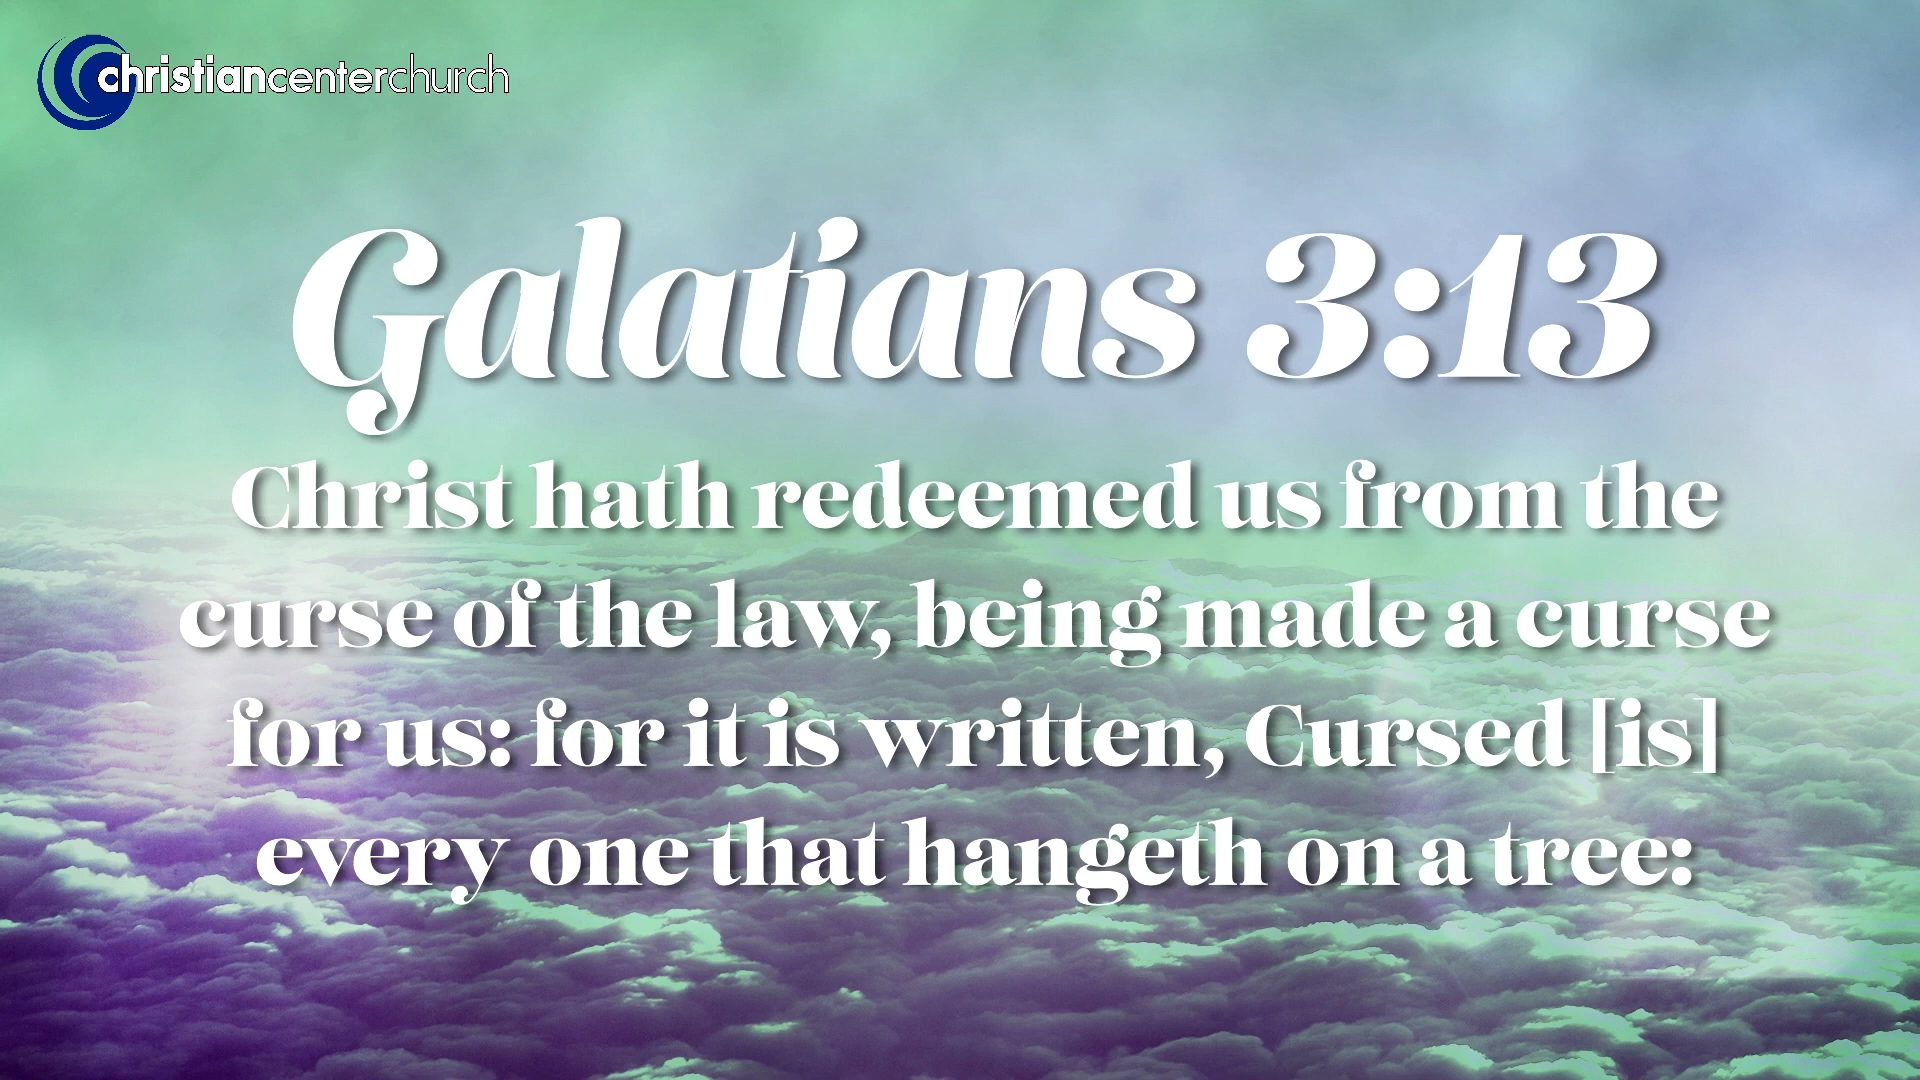 christiancenterchurch
Galatians 3:13
Christ hath redeemed us from the
curse of the law, being made a curse
for us: for it is written, Cursed [is]
every one that hangeth on a tree: